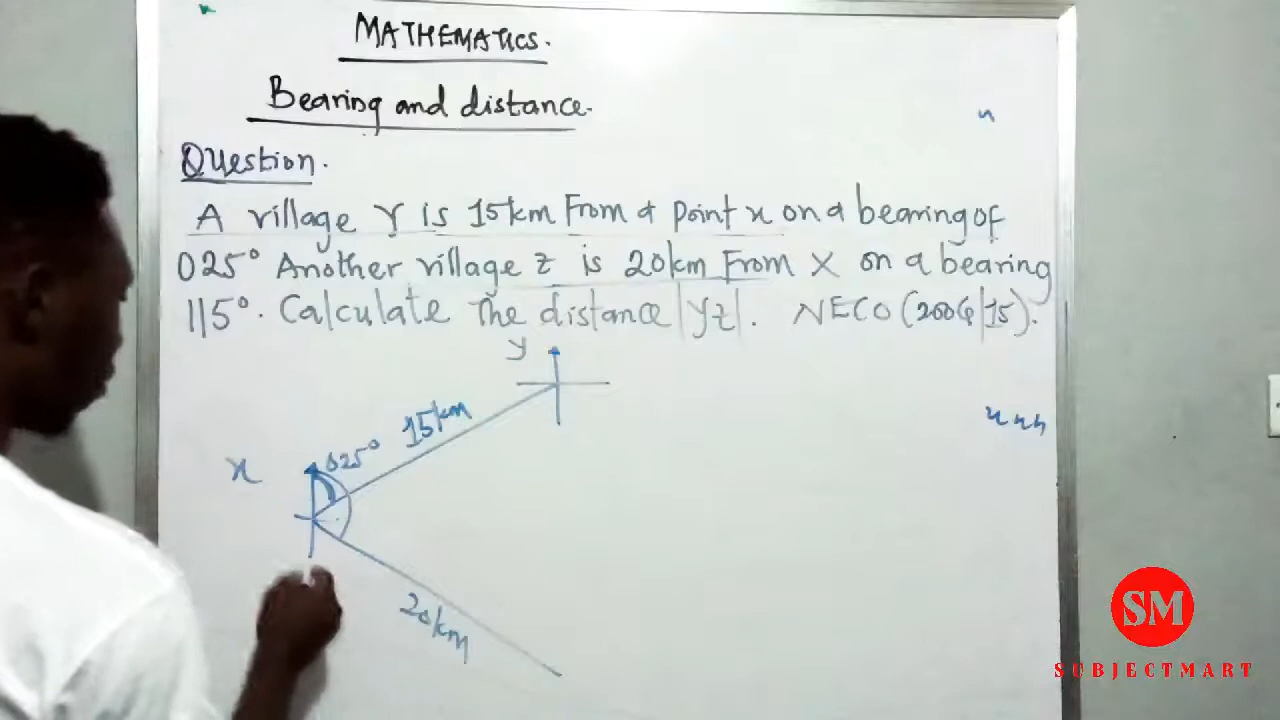 MATHEMATICS.
Bearing and distance.
Question.
A village Y is 15km From a point x on a bearing of
025° Another village z is 20km From X on a bearing
115°. Calculate The distance |yz|. NECO (2006|15).
y
15km
025°
x
20km
SM
SUBJECTMART